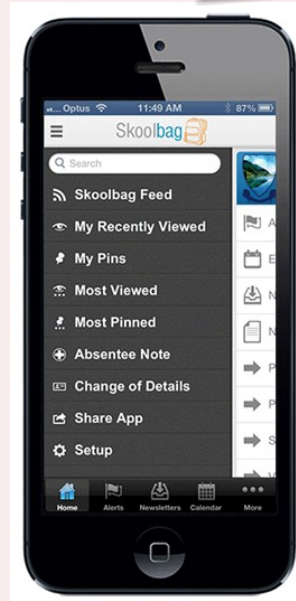 ... Optus 11:49 AM 87%
Skoolbag
Search
Skoolbag Feed
My Recently Viewed
My Pins
Most Viewed
Most Pinned
Absentee Note
Change of Details
Share App
Setup
A
E
N
N
P
P
S
Home Alerts Newsletters Calendar More